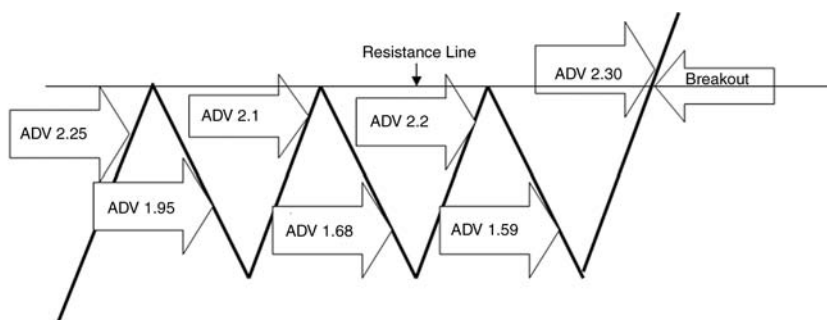 Resistance Line
ADV 2.30
Breakout
ADV 2.25
ADV 2.1
ADV 2.2
ADV 1.95
ADV 1.68
ADV 1.59